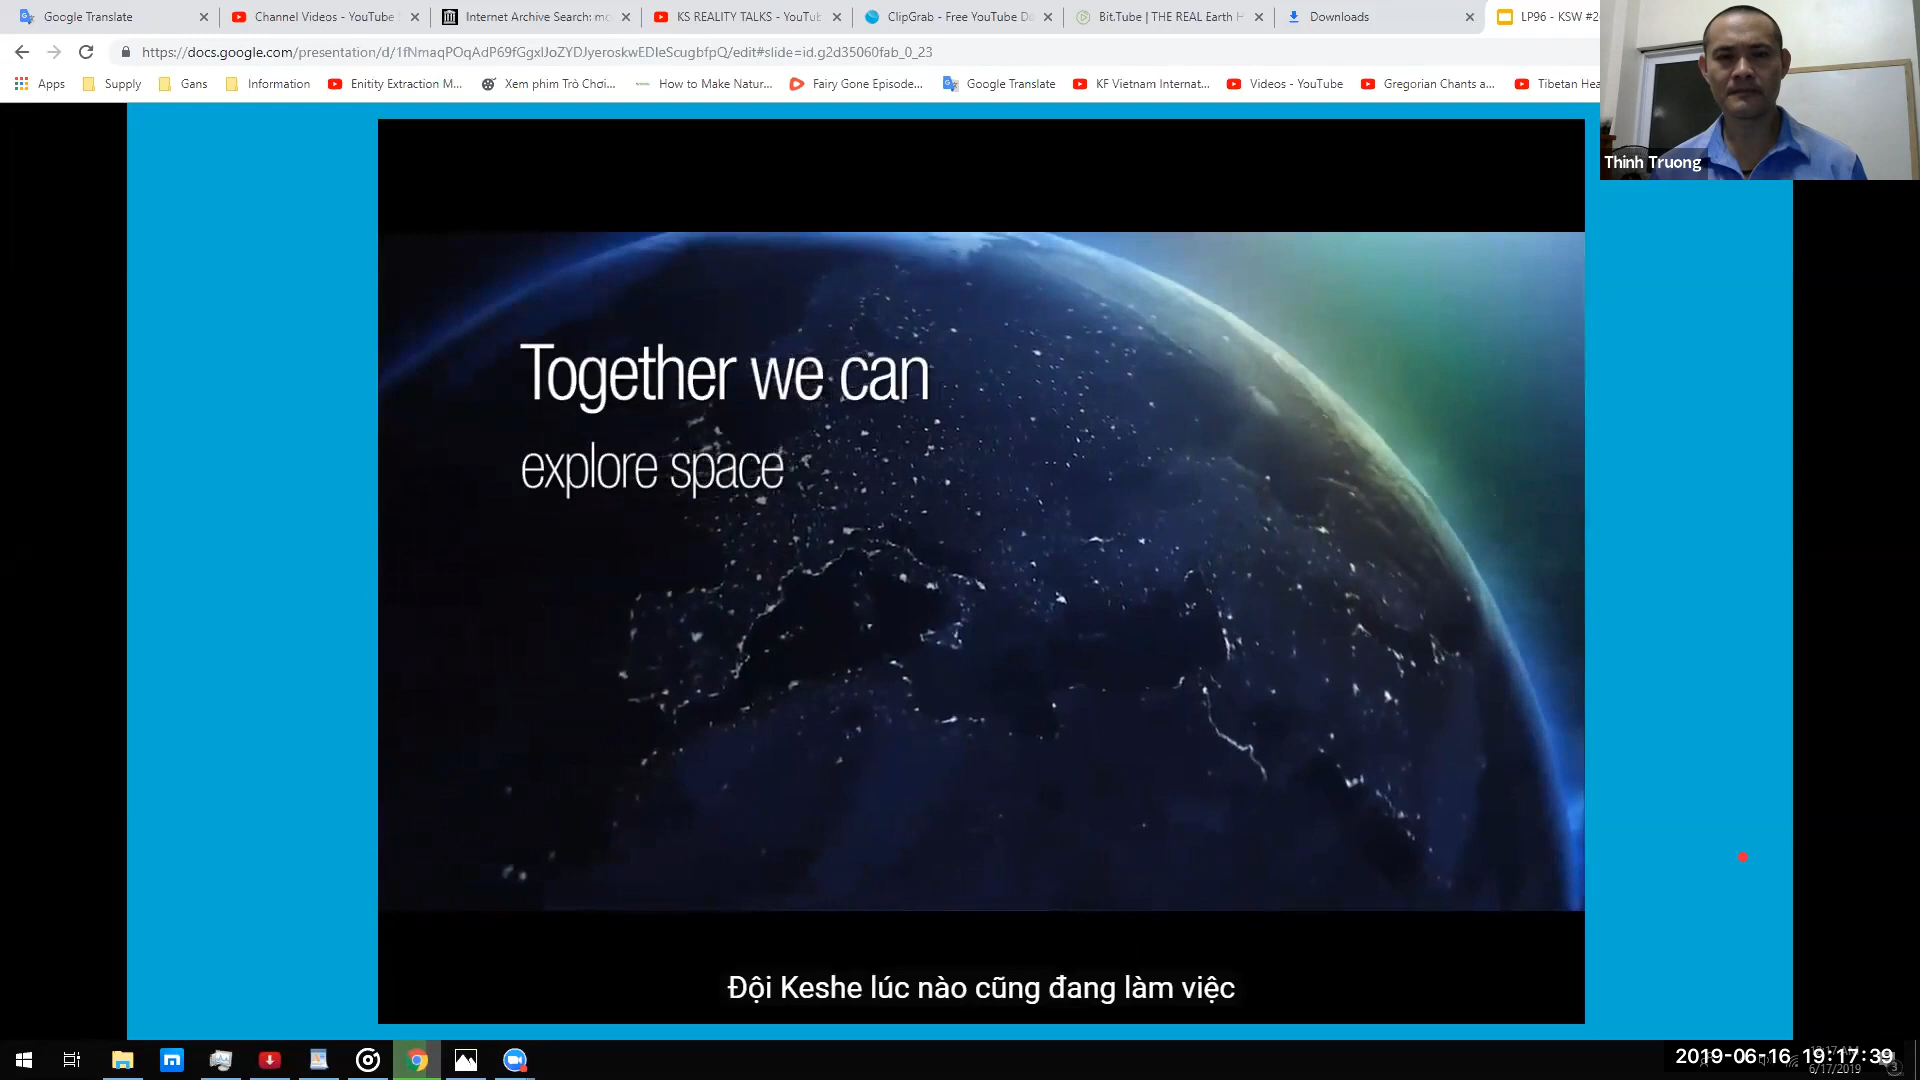 Google Translate
Channel Videos - YouTube
Internet Archive Search: mo
KS REALITY TALKS - YouTub
ClipGrab - Free YouTube Do
Bit.Tube | THE REAL Earth H
Downloads
LP96 - KSW #2
https://docs.google.com/presentation/d/1fNmaqPOqAdP69fGgxlJoZYDJyeroskwEDIeScugbfpQ/edit#slide=id.g2d35060fab_0_23
Apps
Supply
Gans
Information
Enitity Extraction M...
Xem phim Trò Chơi...
How to Make Natur...
Fairy Gone Episode...
Google Translate
KF Vietnam Internat...
Videos - YouTube
Gregorian Chants a...
Tibetan Hea
Thinh Truong
Together we can
explore space
Đội Keshe lúc nào cũng đang làm việc
2019-06-16 19:17:39
6/17/2019
3